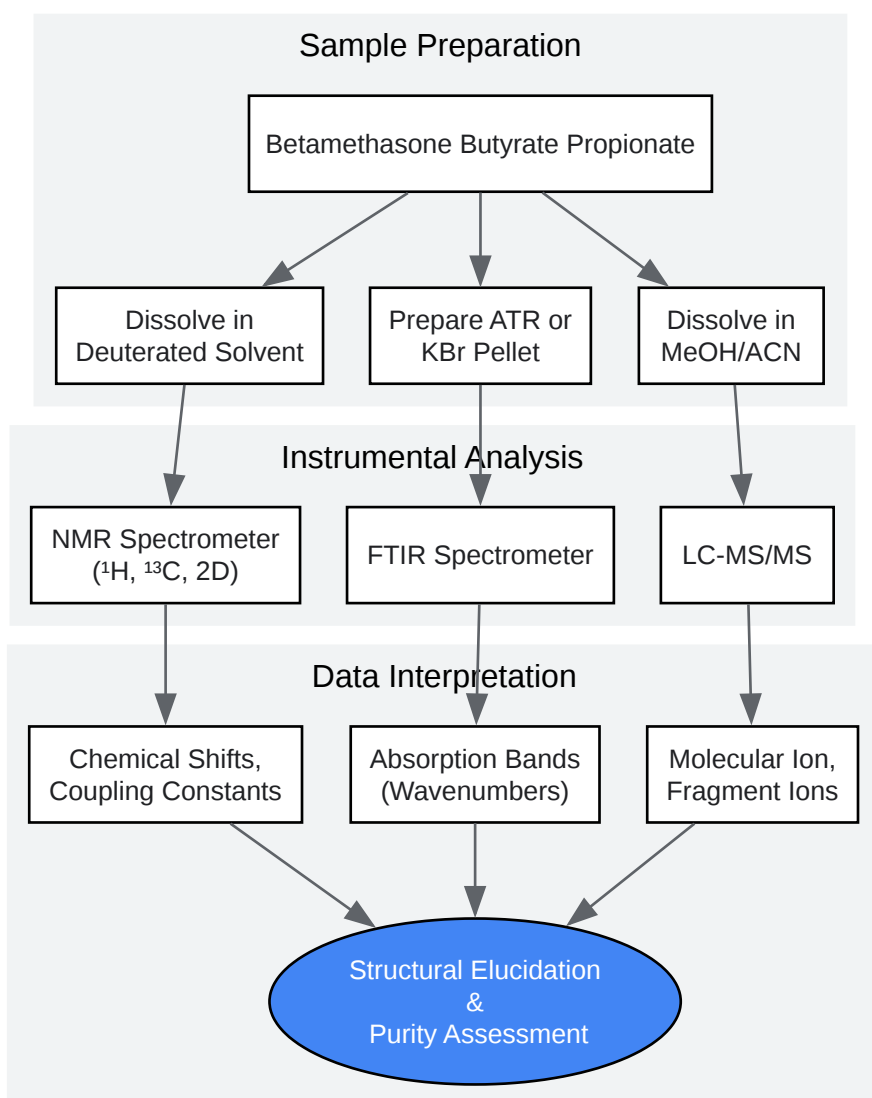 Sample Preparation
Betamethasone Butyrate Propionate
Dissolve in
Deuterated Solvent
Prepare ATR or
KBr Pellet
Dissolve in
MeOH/ACN
Instrumental Analysis
NMR Spectrometer
(¹H, ¹³C, 2D)
FTIR Spectrometer
LC-MS/MS
Data Interpretation
Chemical Shifts,
Coupling Constants
Absorption Bands
(Wavenumbers)
Molecular Ion,
Fragment Ions
Structural Elucidation
&
Purity Assessment